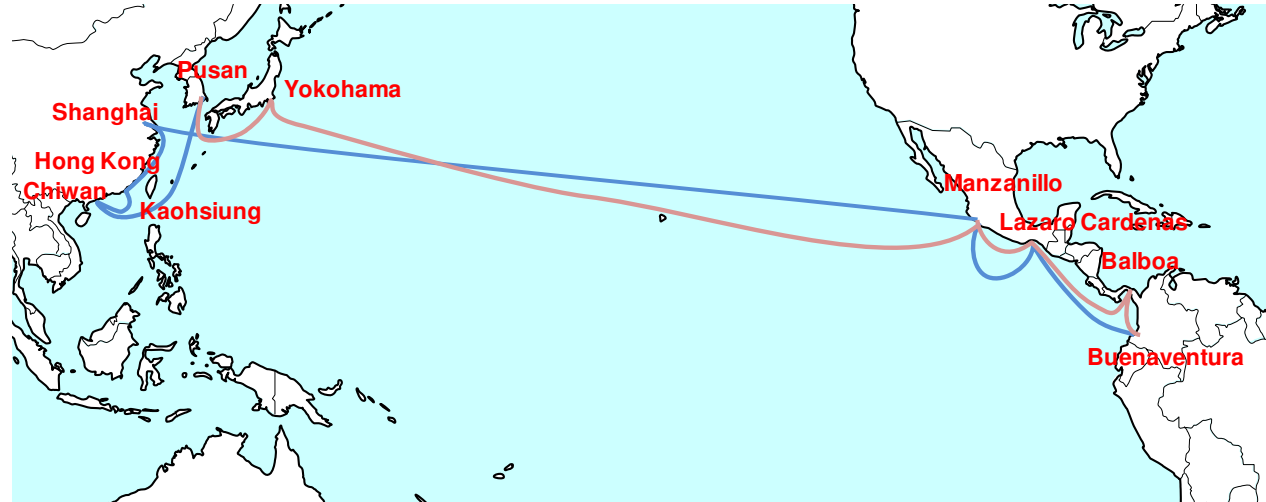 Pusan
Yokohama
Shanghai
Hong Kong
Chiwan
Kaohsiung
Manzanillo
Lazaro Cardenas
Balboa
Buenaventura